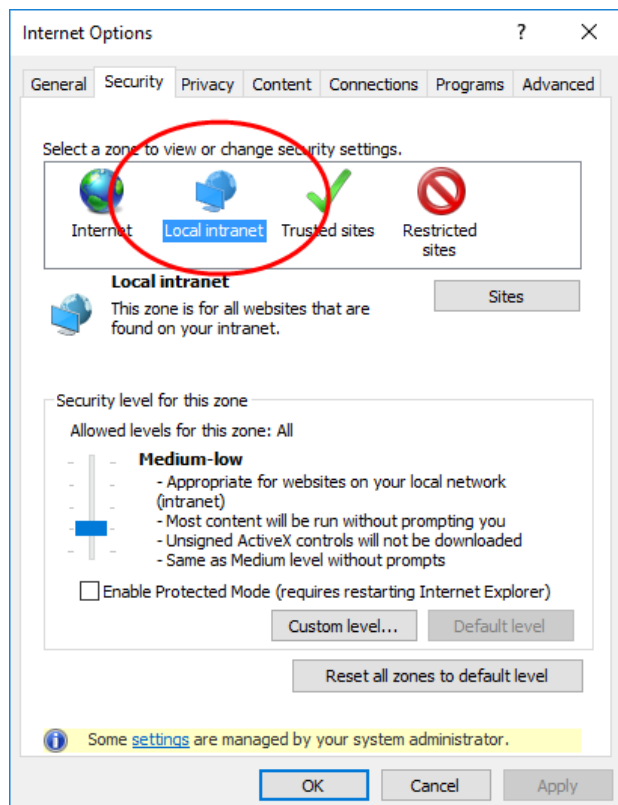 Internet Options
?
General Security Privacy Content Connections Programs Advanced
Select a zone to view or change security settings.
Internet Local intranet Trusted sites Restricted
sites
Local intranet
This zone is for all websites that are
found on your intranet.
Sites
Security level for this zone
Allowed levels for this zone: All
Medium-low
- Appropriate for websites on your local network
(intranet)
- Most content will be run without prompting you
- Unsigned ActiveX controls will not be downloaded
- Same as Medium level without prompts
Enable Protected Mode (requires restarting Internet Explorer)
Custom level... Default level
Reset all zones to default level
Some settings are managed by your system administrator.
OK Cancel Apply